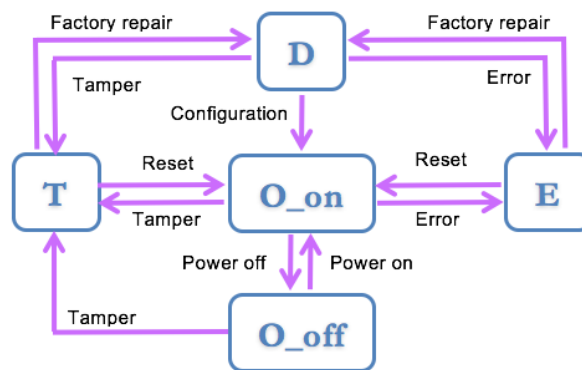 Factory repair
Factory repair
D
Tamper
Error
Configuration
Reset
Reset
T
O_on
E
Tamper
Error
Power off
Power on
Tamper
O_off